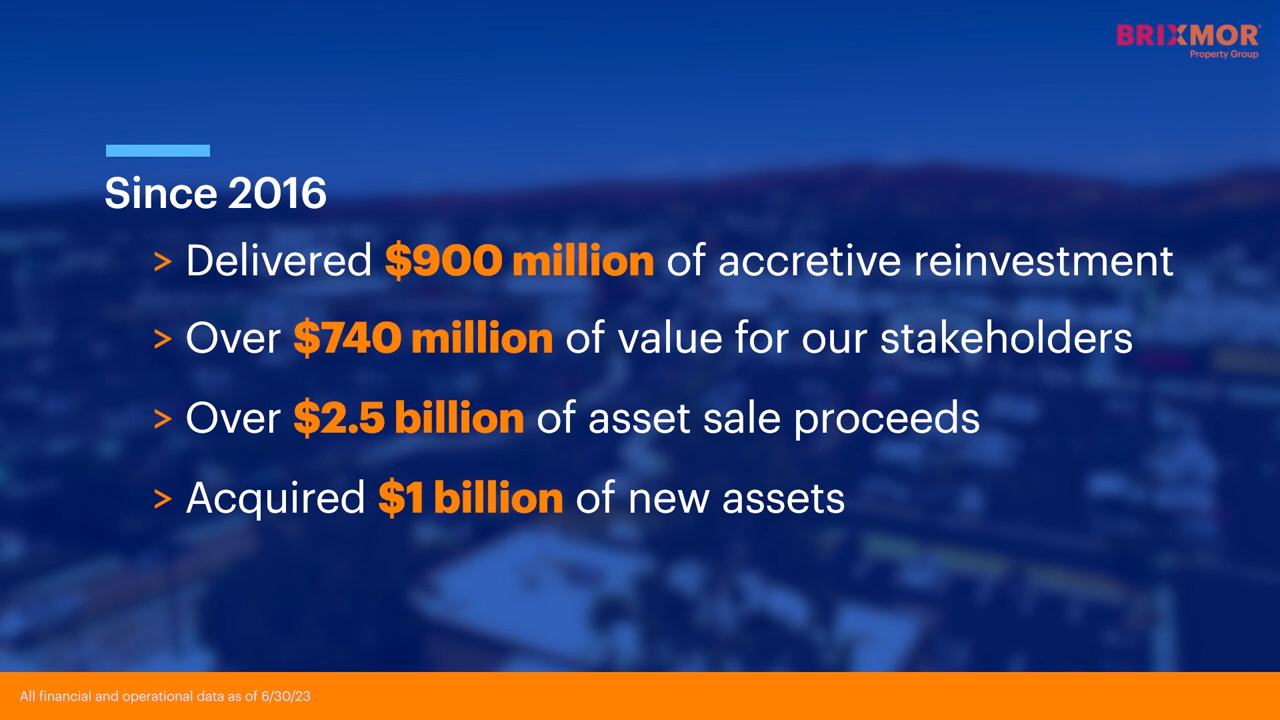 BRIXMOR
Property Group
Since 2016
> Delivered $900 million of accretive reinvestment
> Over $740 million of value for our stakeholders
> Over $2.5 billion of asset sale proceeds
> Acquired $1 billion of new assets
All financial and operational data as of 6/30/23